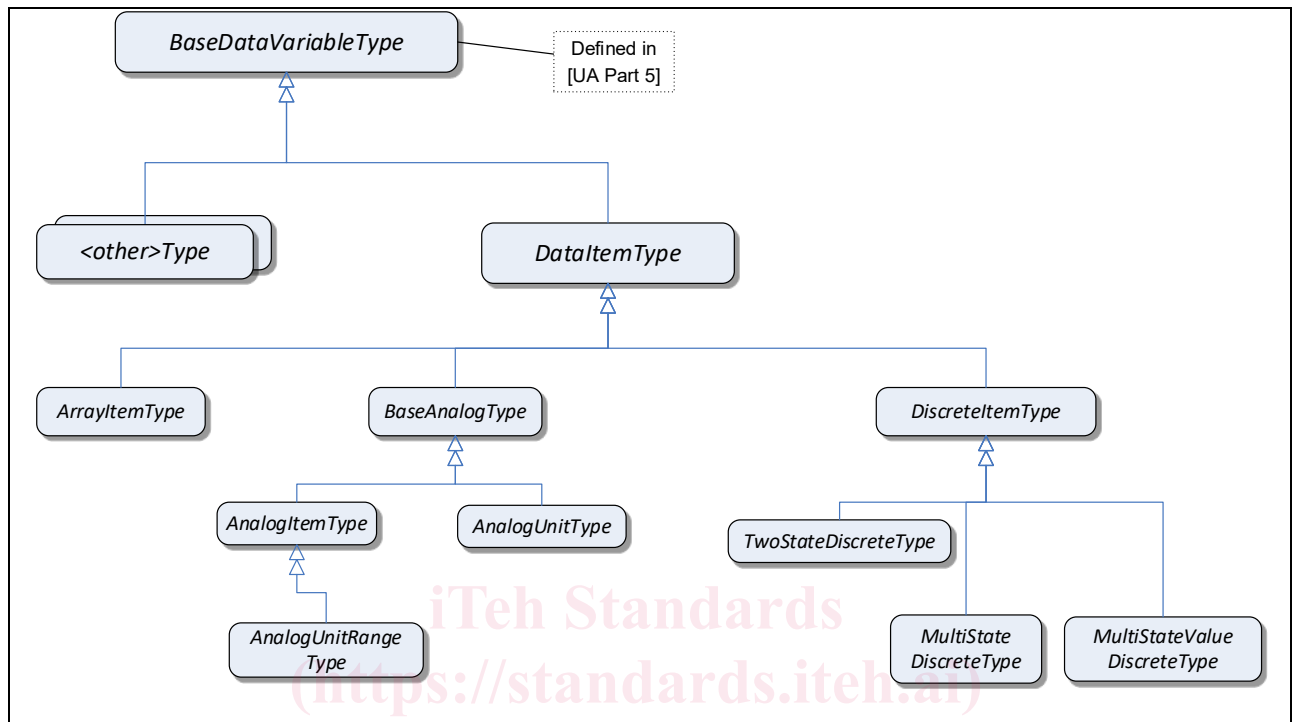 BaseDataVariableType
Defined in
[UA Part 5]
<other>Type
DataItemType
ArrayItemType
BaseAnalogType
DiscreteItemType
AnalogItemType
AnalogUnitType
TwoStateDiscreteType
AnalogUnitRange
Type
MultiState
DiscreteType
MultiStateValue
DiscreteType
iTeh Standards
(https://standards.iteh.ai)